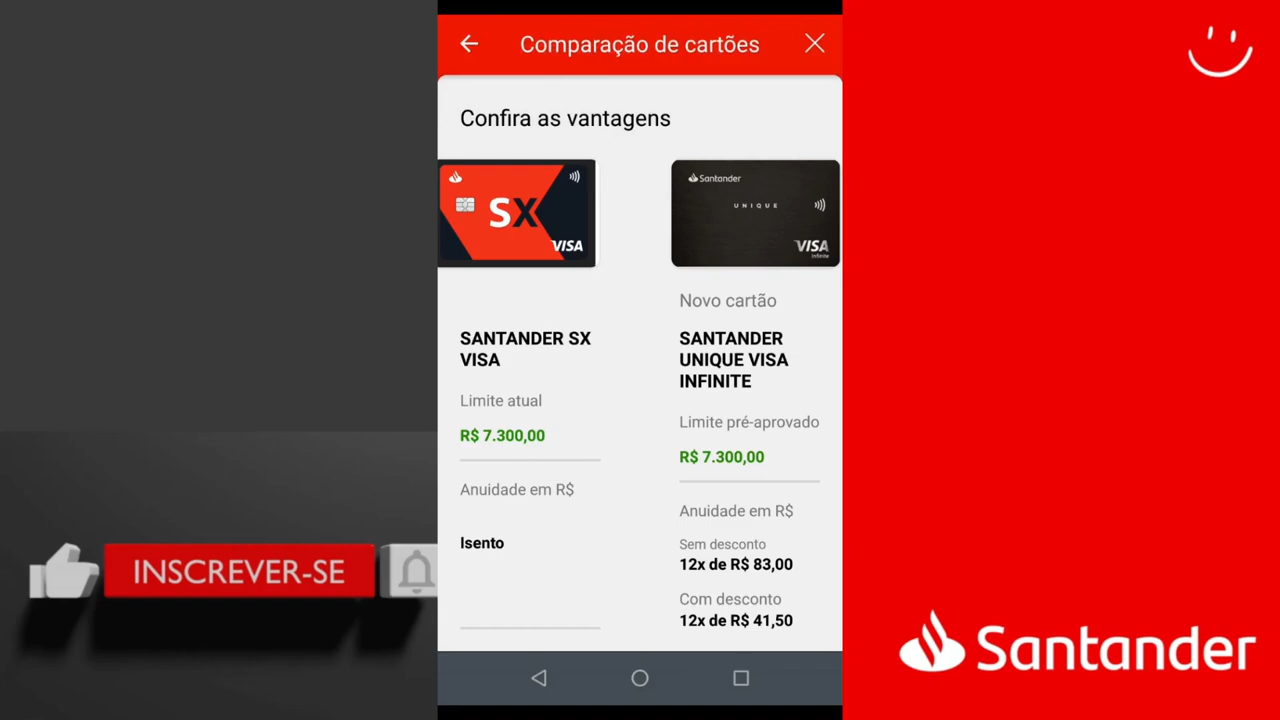 Comparação de cartões
Confira as vantagens
SX
VISA
Santander
UNIQUE
VISA
Infinite
Novo cartão
SANTANDER SX
VISA
Limite atual
R$ 7.300,00
Anuidade em R$
Isento
SANTANDER
UNIQUE VISA
INFINITE
Limite pré-aprovado
R$ 7.300,00
Anuidade em R$
Sem desconto
12x de R$ 83,00
Com desconto
12x de R$ 41,50
INSCREVER-SE
Santander